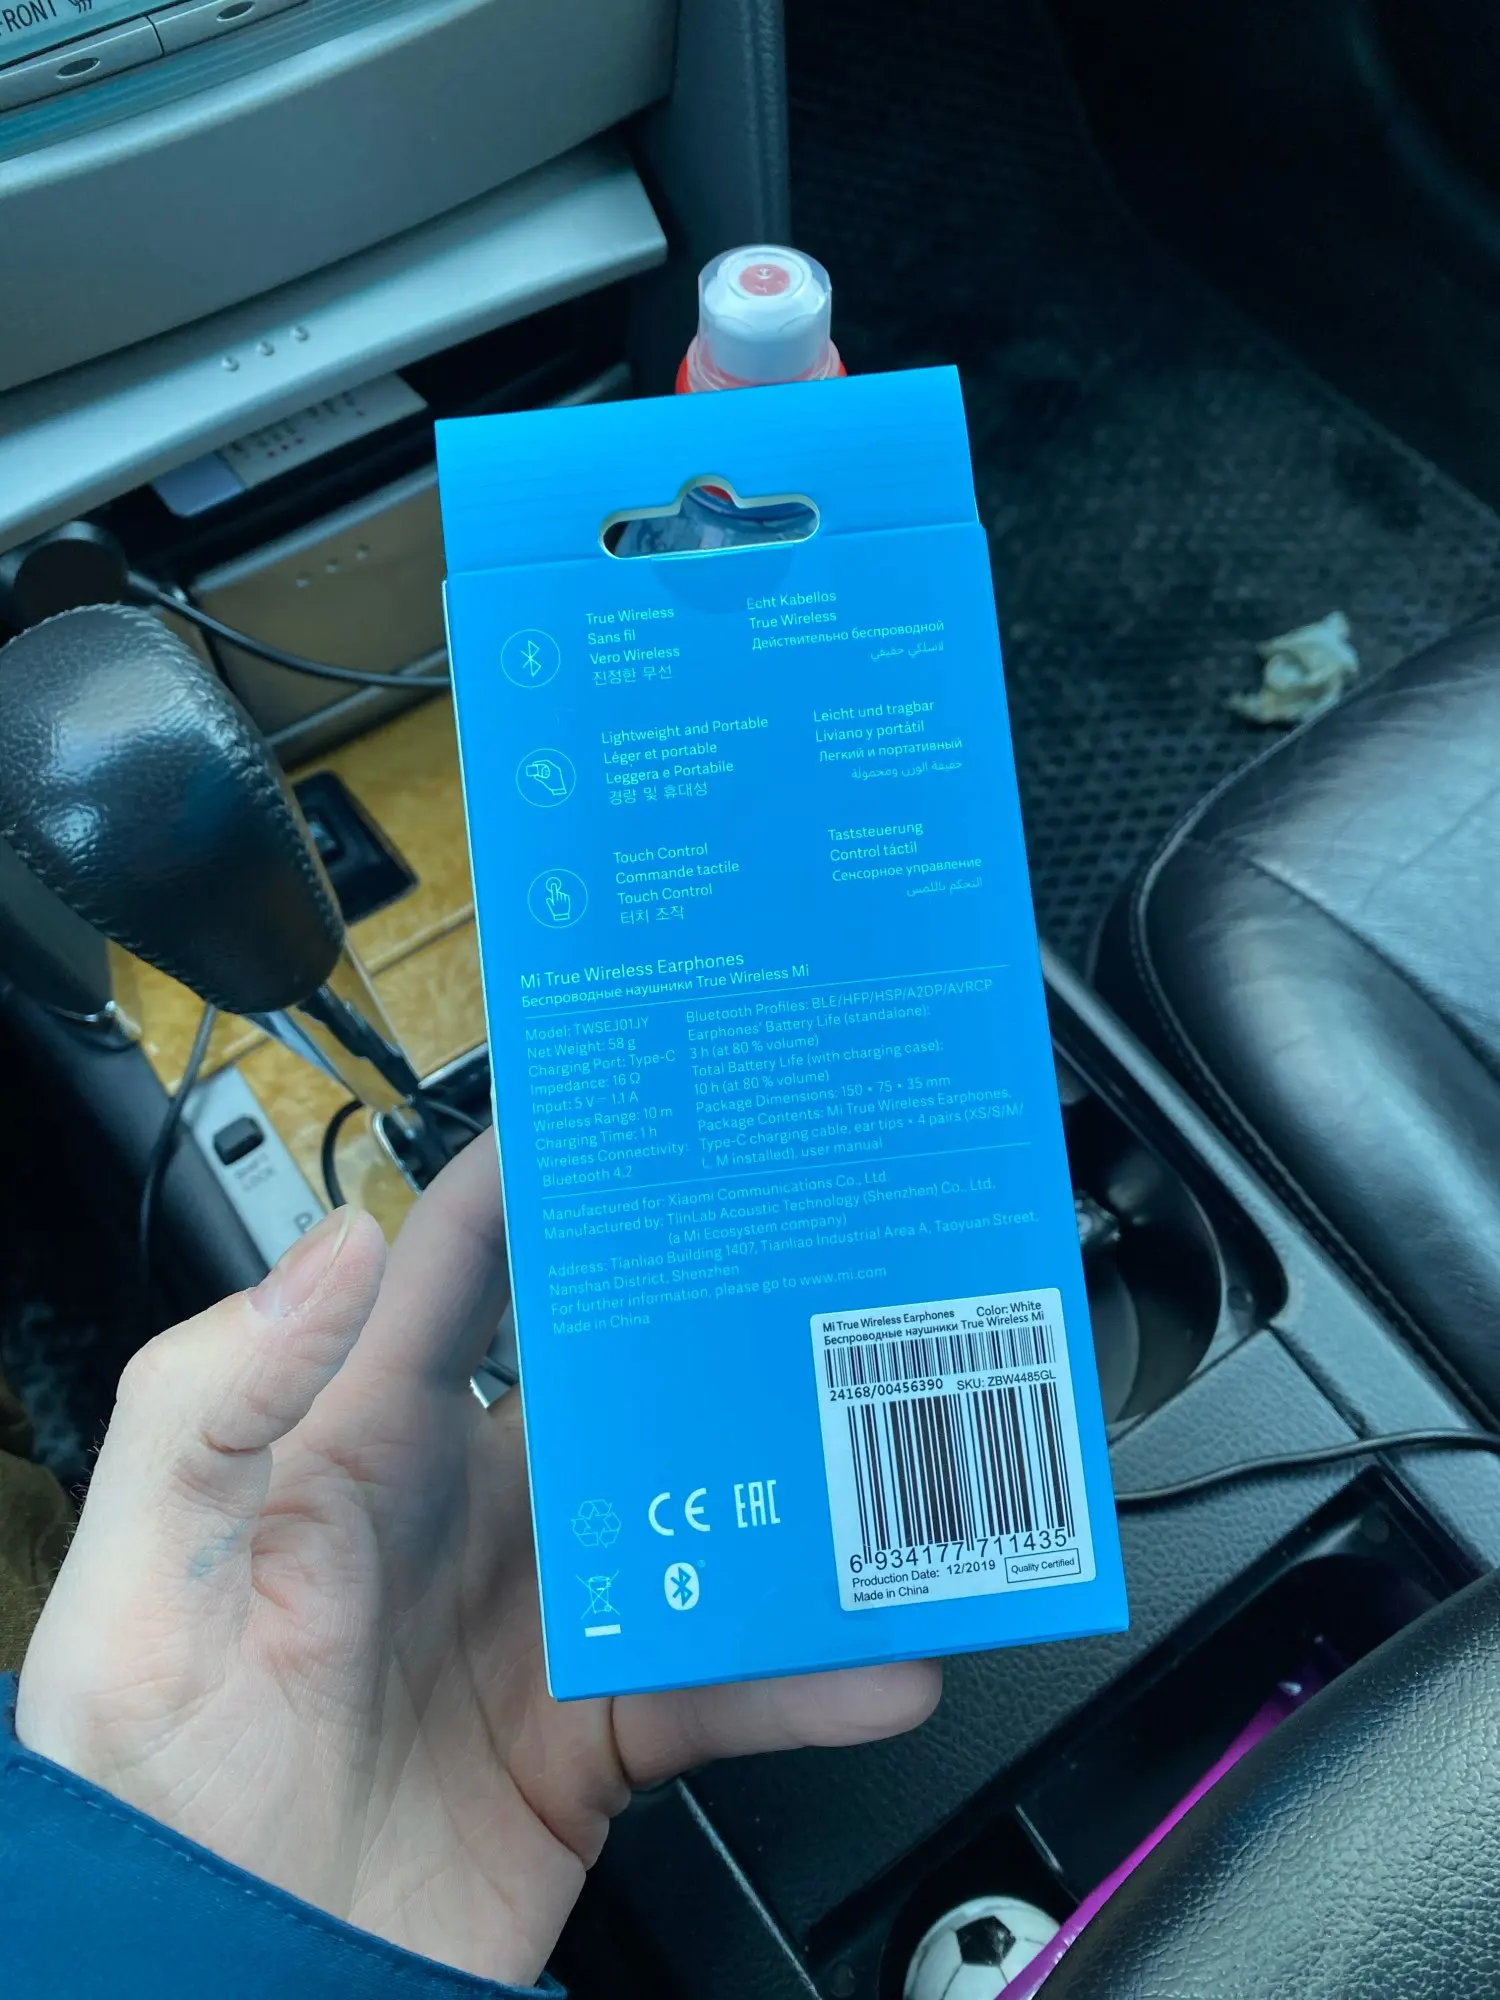 FRONT
True Wireless
Sans fil
Vero Wireless
진정한 무선
Echt Kabellos
True Wireless
Действительно беспроводной
لاسلكي حقيقي
Lightweight and Portable
Léger et portable
Leggera e Portabile
경량 및 휴대성
Leicht und tragbar
Liviano y portátil
Легкий и портативный
خفيفة الوزن ومحمولة
Touch Control
Commande tactile
Touch Control
터치 조작
Taststeuerung
Control táctil
Сенсорное управление
التحكم باللمس
Mi True Wireless Earphones
Беспроводные наушники True Wireless Mi
Model: TWSEJ01JY
Net Weight: 58 g
Charging Port: Type-C
Impedance: 16 Ω
Input: 5 V⎓1.1 A
Wireless Range: 10 m
Charging Time: 1 h
Wireless Connectivity:
Bluetooth 4.2
Bluetooth Profiles: BLE/HFP/HSP/A2DP/AVRCP
Earphones' Battery Life (standalone):
3 h (at 80 % volume)
Total Battery Life (with charging case):
10 h (at 80 % volume)
Package Dimensions: 150 × 75 × 35 mm
Package Contents: Mi True Wireless Earphones,
Type-C charging cable, ear tips × 4 pairs (XS/S/M/
L, M installed), user manual
Manufactured for: Xiaomi Communications Co., Ltd.
Manufactured by: TiinLab Acoustic Technology (Shenzhen) Co., Ltd.
(a Mi Ecosystem company)
Address: Tianliao Building 1407, Tianliao Industrial Area A, Taoyuan Street,
Nanshan District, Shenzhen
For further information, please go to www.mi.com
Made in China
Mi True Wireless Earphones Color: White
Беспроводные наушники True Wireless Mi
24168/00456390 SKU: ZBW4485GL
6 934177 711435
Production Date: 12/2019 Quality Certified
Made in China
CE EAC
P